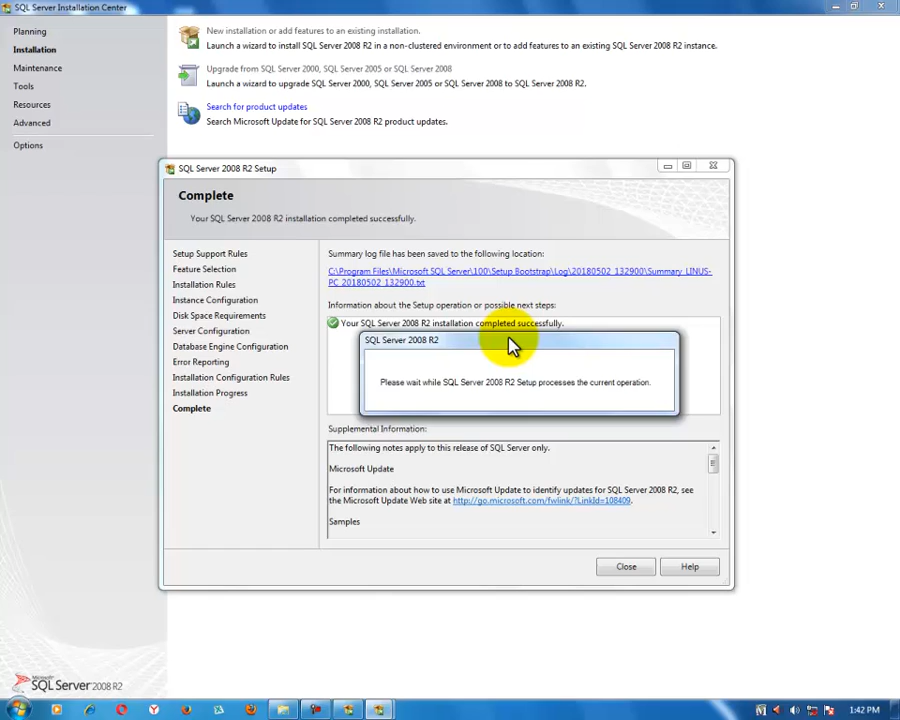 SQL Server Installation Center
Planning
Installation
Maintenance
Tools
Resources
Advanced
Options
New installation or add features to an existing installation.
Launch a wizard to install SQL Server 2008 R2 in a non-clustered environment or to add features to an existing SQL Server 2008 R2 instance.
Upgrade from SQL Server 2000, SQL Server 2005 or SQL Server 2008
Launch a wizard to upgrade SQL Server 2000, SQL Server 2005 or SQL Server 2008 to SQL Server 2008 R2.
Search for product updates
Search Microsoft Update for SQL Server 2008 R2 product updates.
SQL Server 2008 R2 Setup
Complete
Your SQL Server 2008 R2 installation completed successfully.
Setup Support Rules
Feature Selection
Installation Rules
Instance Configuration
Disk Space Requirements
Server Configuration
Database Engine Configuration
Error Reporting
Installation Configuration Rules
Installation Progress
Complete
Summary log file has been saved to the following location:
C:\Program Files\Microsoft SQL Server\100\Setup Bootstrap\Log\20180502_132900\Summary_LINUS-
PC_20180502_132900.txt
Information about the Setup operation or possible next steps:
Your SQL Server 2008 R2 installation completed successfully.
SQL Server 2008 R2
Please wait while SQL Server 2008 R2 Setup processes the current operation.
Supplemental Information:
The following notes apply to this release of SQL Server only.
Microsoft Update
For information about how to use Microsoft Update to identify updates for SQL Server 2008 R2, see
the Microsoft Update Web site at http://go.microsoft.com/fwlink/?LinkId=108409.
Samples
Close
Help
Microsoft
SQL Server 2008 R2
1:42 PM